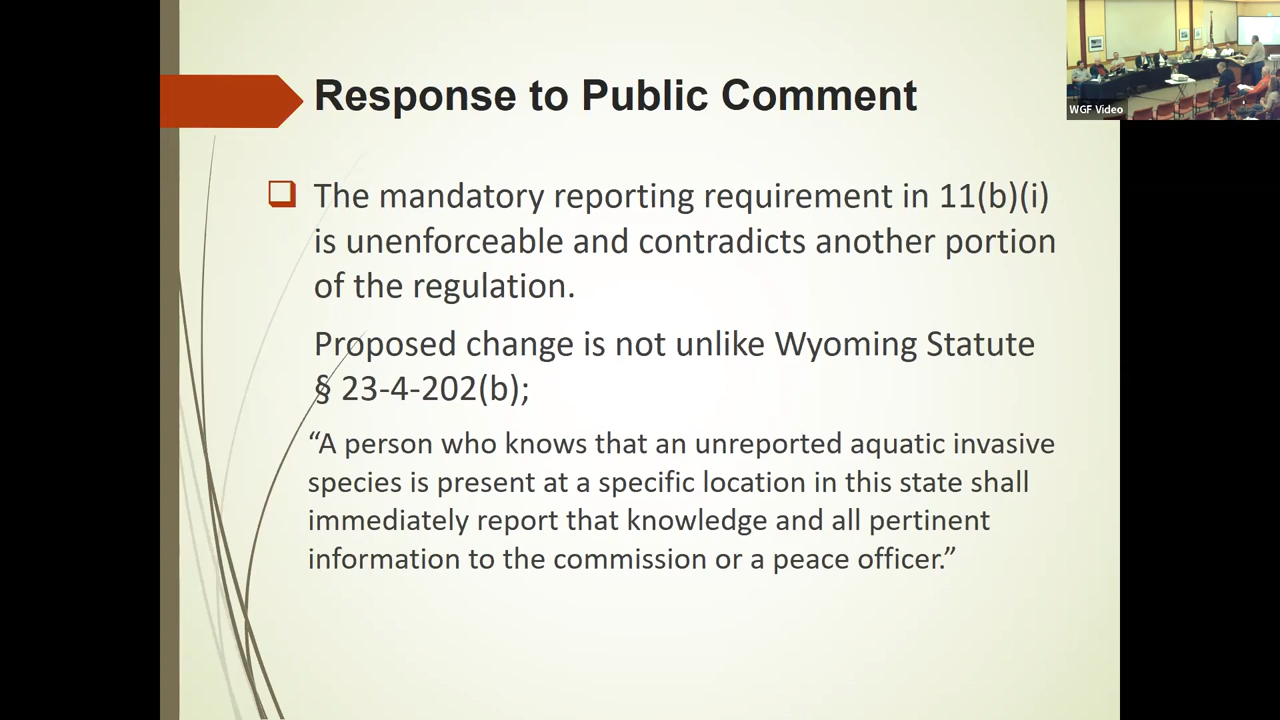 Response to Public Comment
WGF Video
The mandatory reporting requirement in 11(b)(i)
is unenforceable and contradicts another portion
of the regulation.
Proposed change is not unlike Wyoming Statute
§ 23-4-202(b);
“A person who knows that an unreported aquatic invasive
species is present at a specific location in this state shall
immediately report that knowledge and all pertinent
information to the commission or a peace officer.”